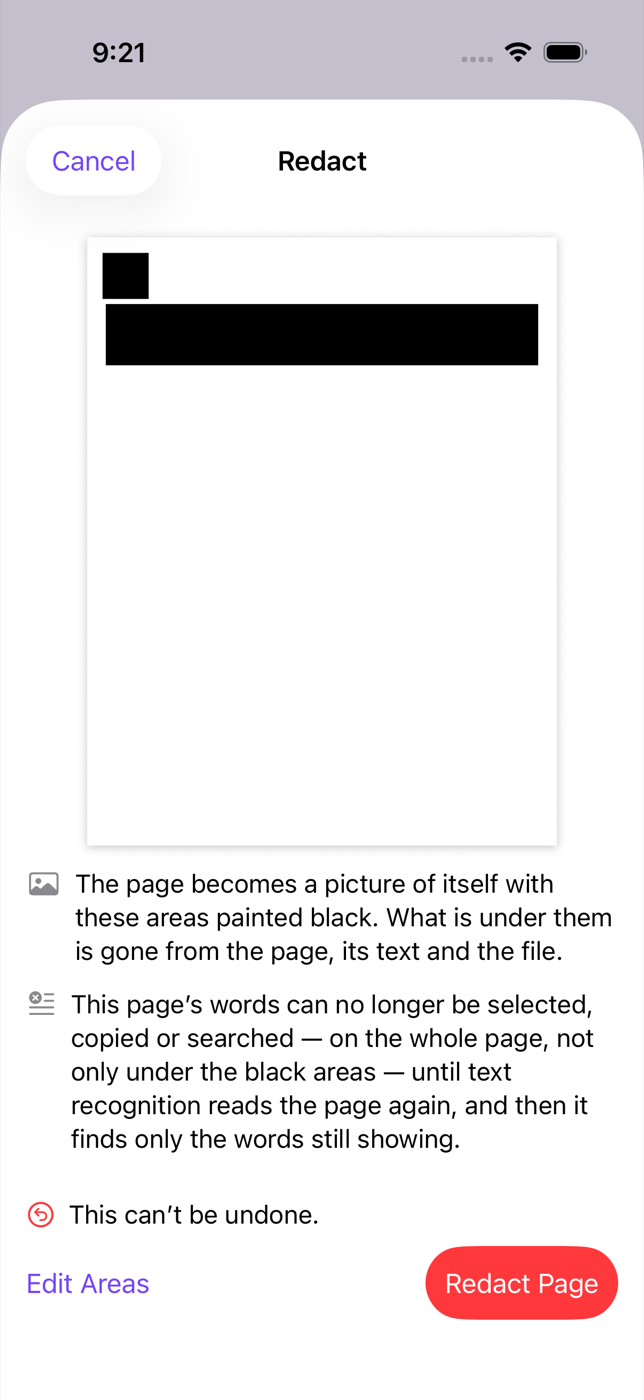 9:21
Cancel
Redact
The page becomes a picture of itself with
these areas painted black. What is under them
is gone from the page, its text and the file.
This page’s words can no longer be selected,
copied or searched — on the whole page, not
only under the black areas — until text
recognition reads the page again, and then it
finds only the words still showing.
This can’t be undone.
Edit Areas
Redact Page